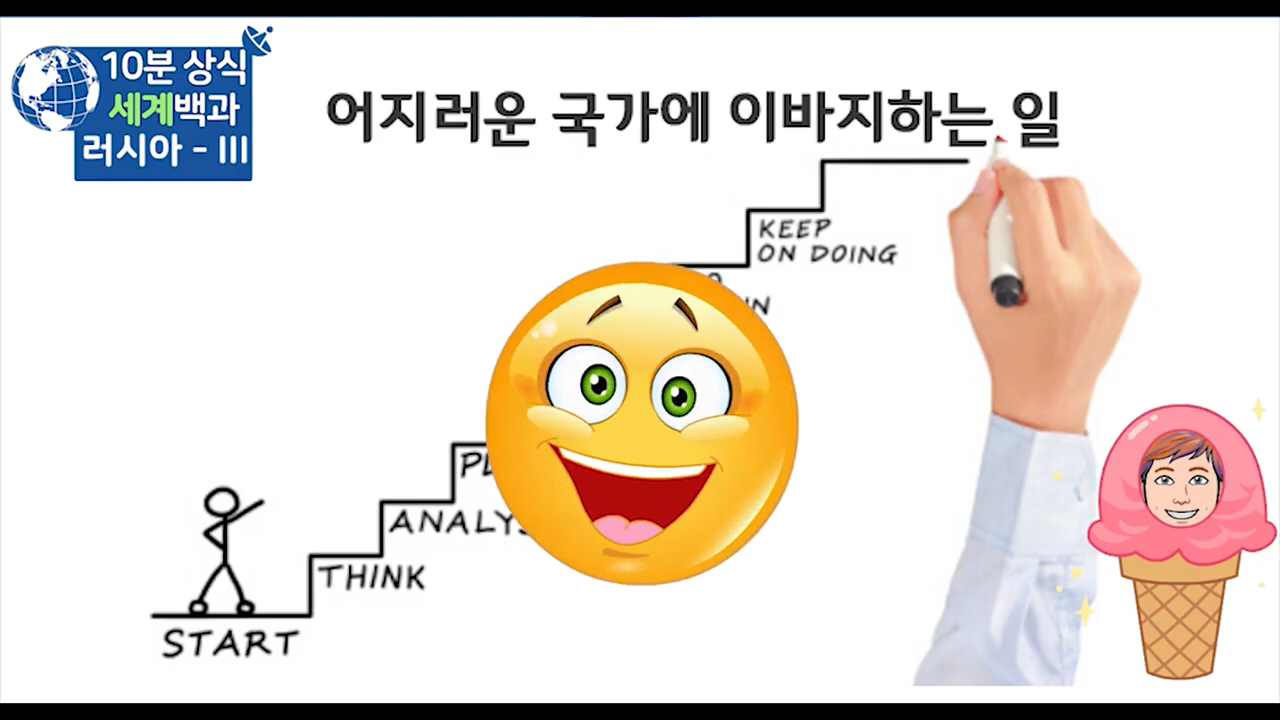 10분 상식
세계백과
러시아 - III
어지러운 국가에 이바지하는 일
KEEP
ON DOING
THINK
START